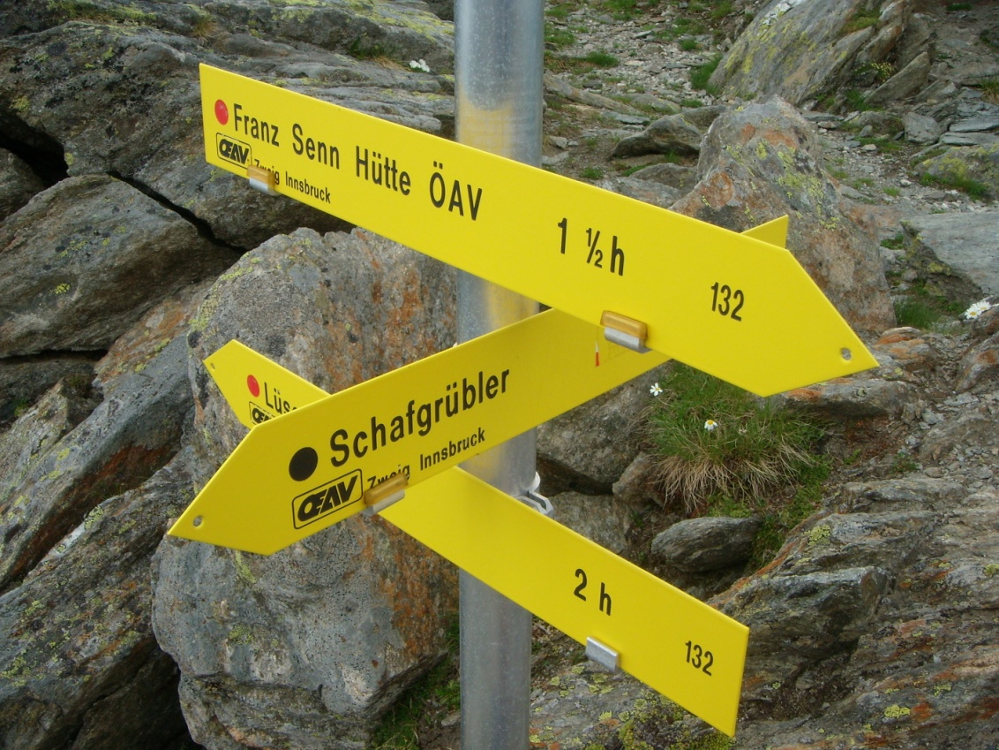 Franz Senn Hütte ÖAV 1 ½ h 132
ŒAV Zweig Innsbruck
Schafgrübler
ŒAV Zweig Innsbruck
2 h 132